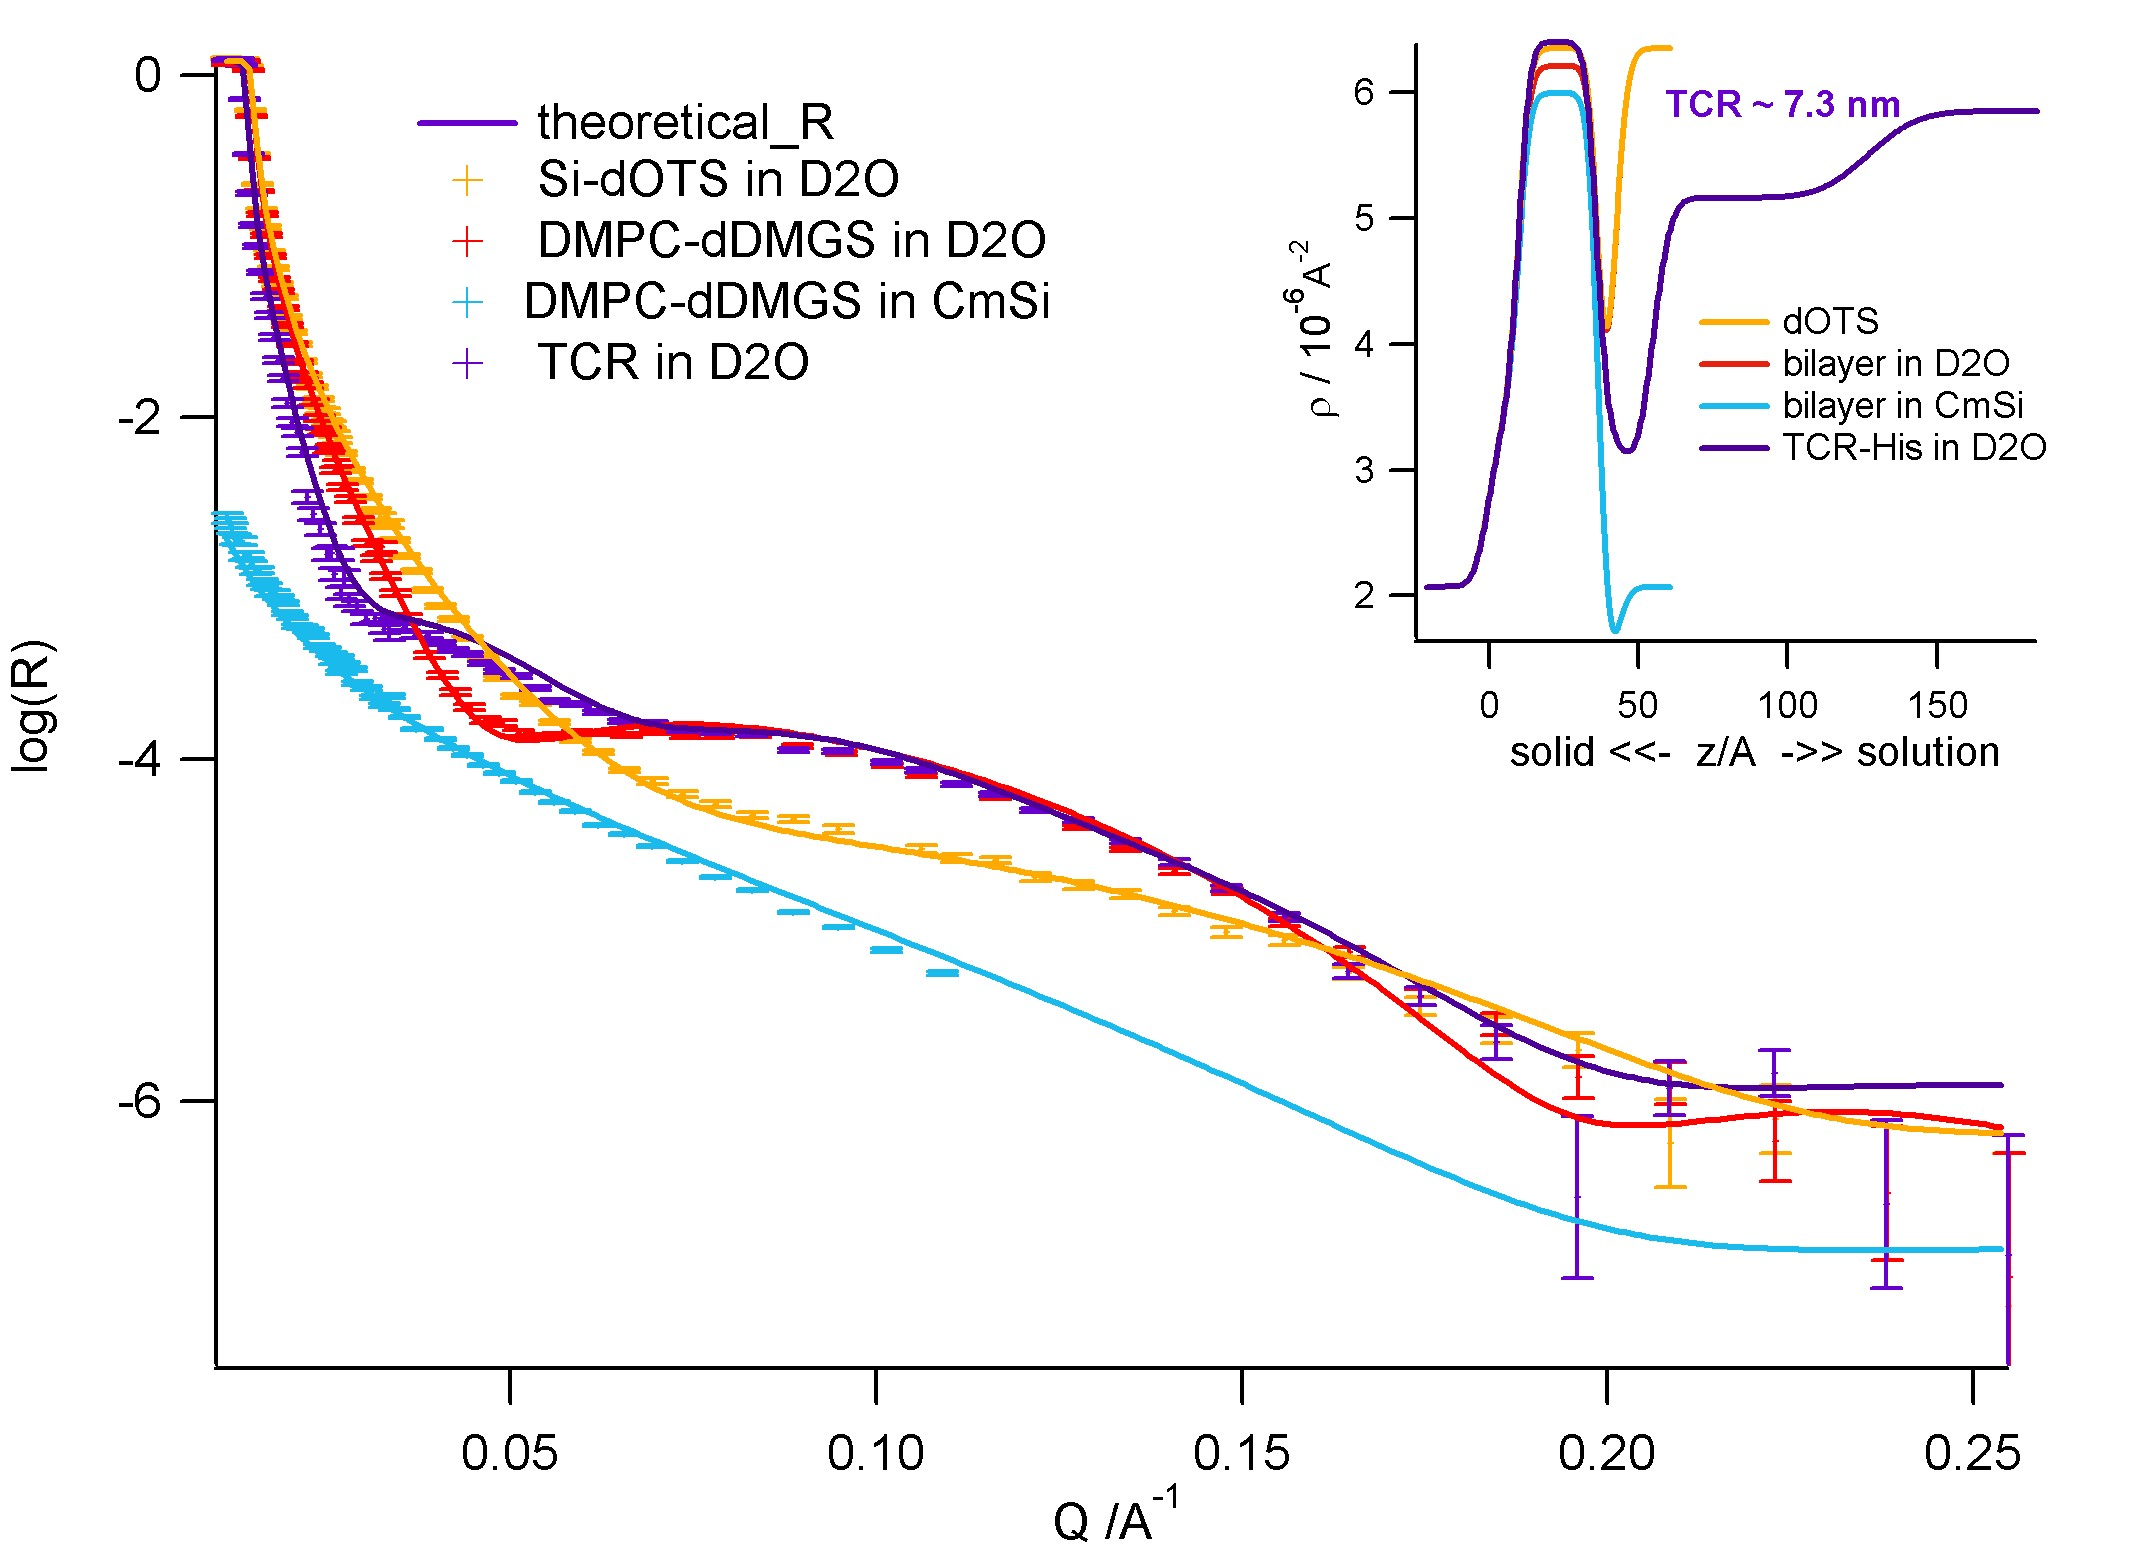 0
-2
-4
-6
log(R)
theoretical_R
Si-dOTS in D2O
DMPC-dDMGS in D2O
DMPC-dDMGS in CmSi
TCR in D2O
0.05 0.10 0.15 0.20 0.25
Q /A-1
6
5
4
3
2
ρ / 10-6A-2
TCR ~ 7.3 nm
dOTS
bilayer in D2O
bilayer in CmSi
TCR-His in D2O
0 50 100 150
solid <<- z/A ->> solution